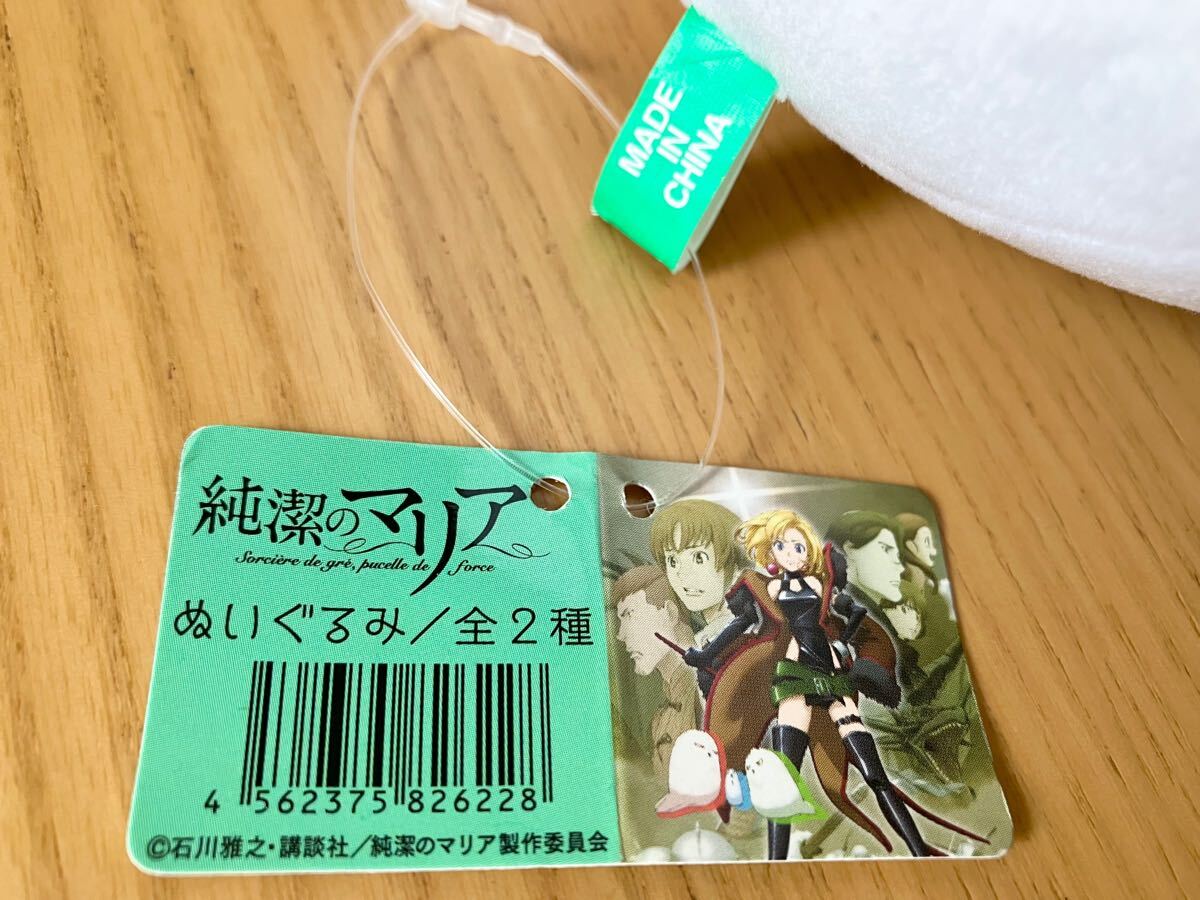 MADE
IN
CHINA
純潔のマリア
Sorcière de gré, pucelle de force
ぬいぐるみ／全2種
4 562375 826228
©石川雅之・講談社／純潔のマリア製作委員会